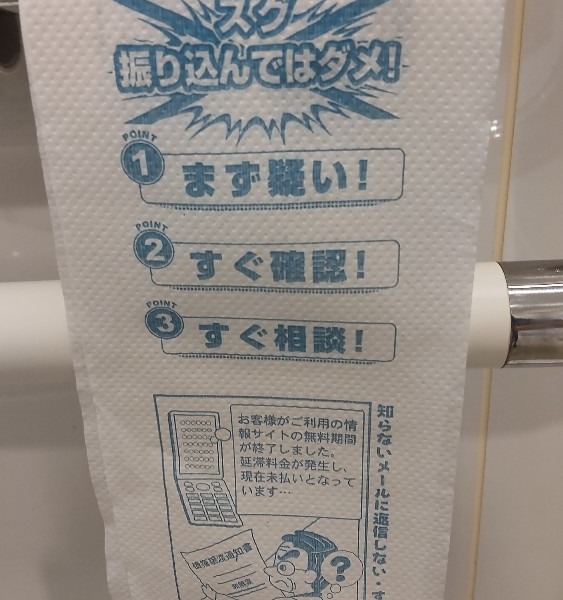 スグ
振り込んではダメ!
POINT
1
まず疑い!
POINT
2
すぐ確認!
POINT
3
すぐ相談!
お客様がご利用の情
報サイトの無料期間
が終了しました。
延滞料金が発生し、
現在未払いとなって
います…
知らないメールに返信しない・す
?